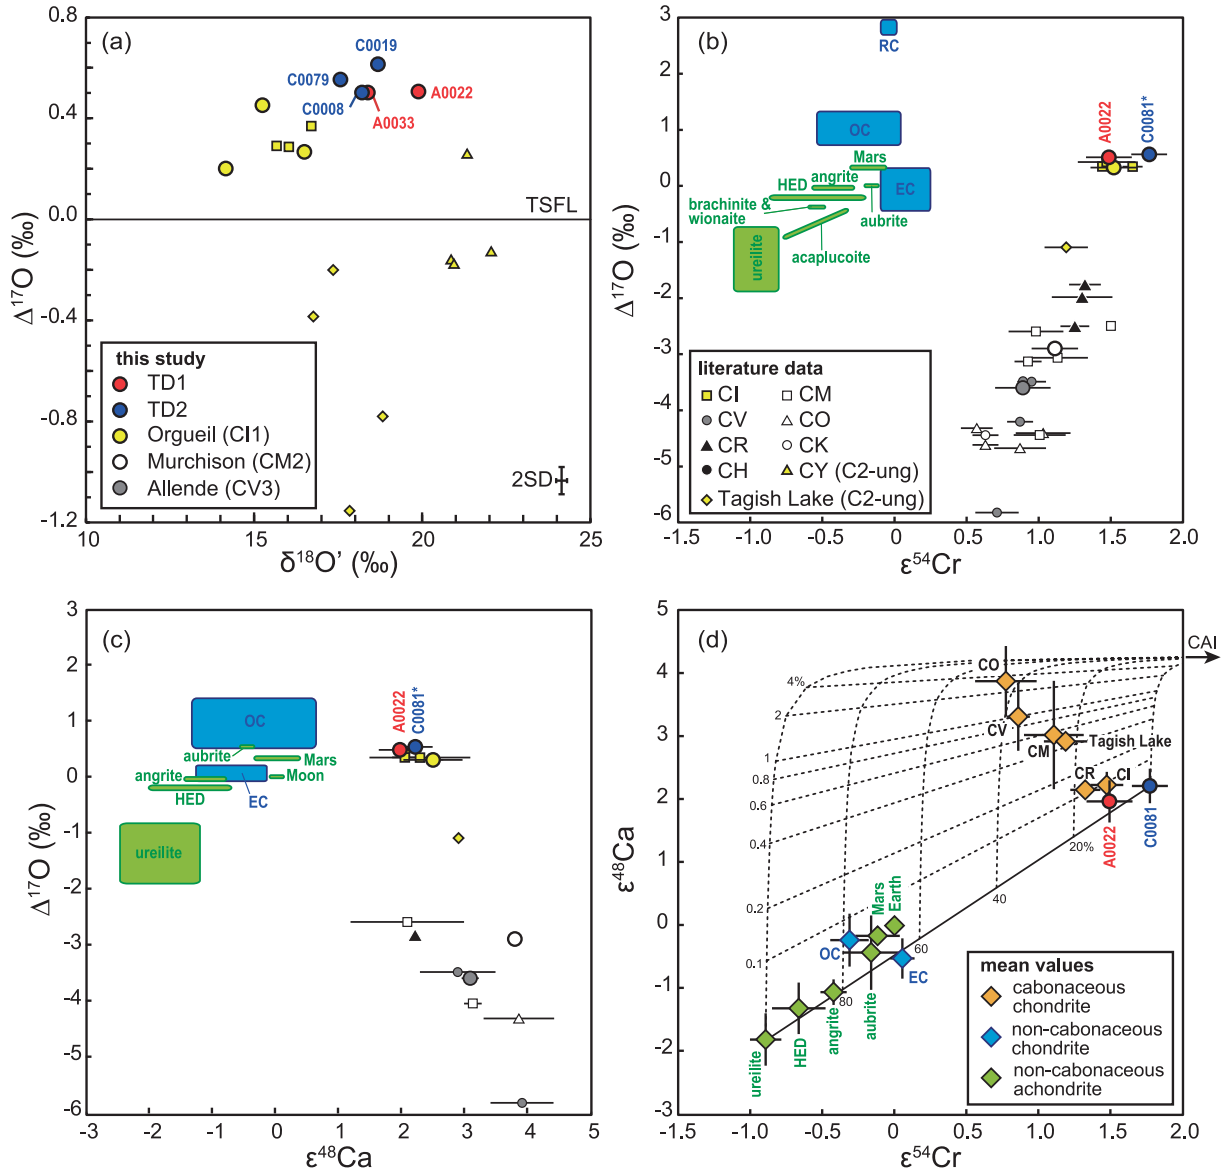 (a)
0.8
0.4
0.0
-0.4
-0.8
-1.2
Δ¹⁷O (‰)
C0019
C0079
C0008
A0033
A0022
TSFL
this study
TD1
TD2
Orgueil (CI1)
Murchison (CM2)
Allende (CV3)
2SD
10
15
20
25
δ¹⁸O’ (‰)
(b)
3
2
1
0
-1
-2
-3
-4
-5
-6
Δ¹⁷O (‰)
RC
OC
Mars
angrite
HED
EC
brachinite &
wionaite
aubrite
acaplucoite
ureilite
A0022
C0081*
literature data
CI
CM
CV
CO
CR
CK
CH
CY (C2-ung)
Tagish Lake (C2-ung)
-1.5
-1.0
-0.5
0
0.5
1.0
1.5
2.0
ε⁵⁴Cr
(c)
3
2
1
0
-1
-2
-3
-4
-5
-6
Δ¹⁷O (‰)
OC
aubrite
Mars
angrite
Moon
HED
EC
ureilite
A0022
C0081*
-3
-2
-1
0
1
2
3
4
5
ε⁴⁸Ca
(d)
5
4
3
2
1
0
-1
-2
-3
ε⁴⁸Ca
CAI
4%
2
1
0.8
0.6
0.4
0.2
0.1
CO
CV
CM
Tagish Lake
CR
CI
A0022
C0081
20%
40
60
80
Mars
Earth
OC
EC
aubrite
angrite
HED
ureilite
mean values
cabonaceous
chondrite
non-cabonaceous
chondrite
non-cabonaceous
achondrite
-1.5
-1.0
-0.5
0.0
0.5
1.0
1.5
2.0
ε⁵⁴Cr